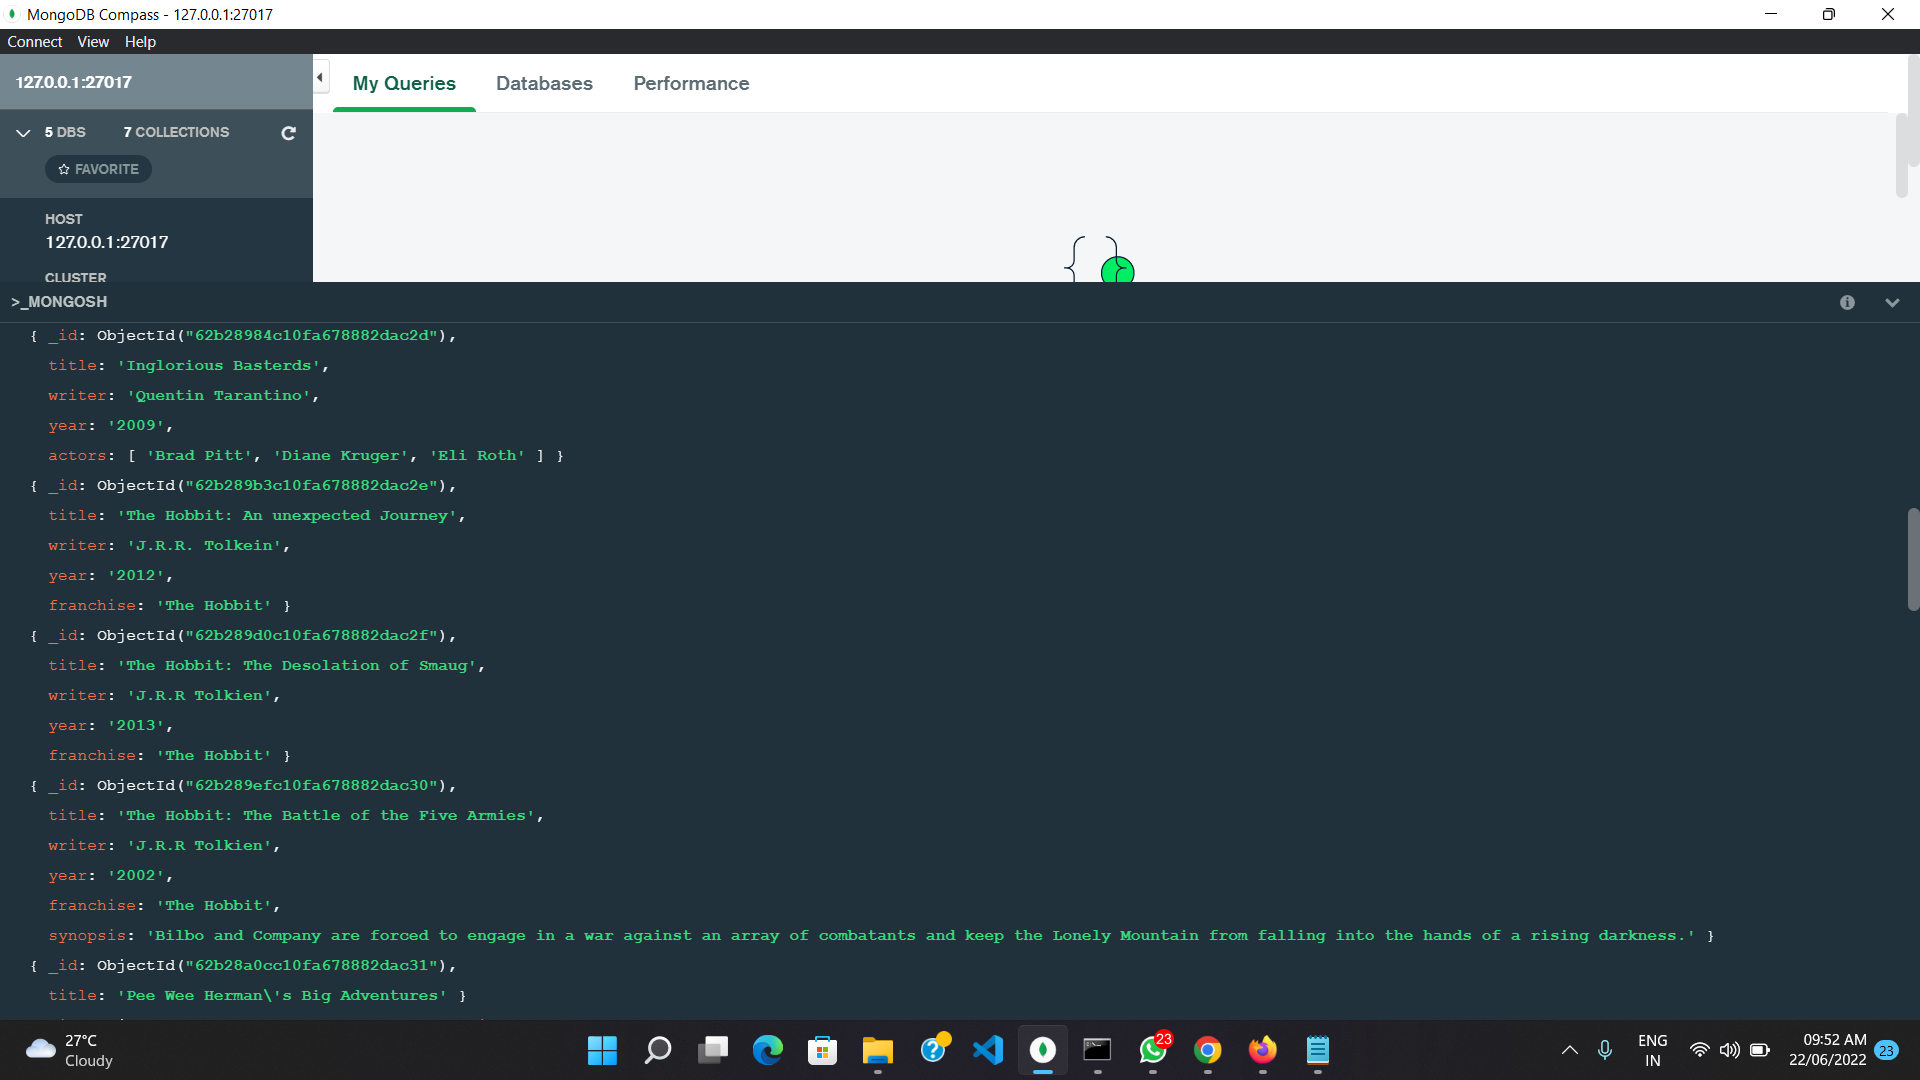 MongoDB Compass - 127.0.0.1:27017
Connect View Help
127.0.0.1:27017
My Queries Databases Performance
5 DBS 7 COLLECTIONS
FAVORITE
HOST
127.0.0.1:27017
CLUSTER
>_MONGOSH
{ _id: ObjectId("62b28984c10fa678882dac2d"),
title: 'Inglorious Basterds',
writer: 'Quentin Tarantino',
year: '2009',
actors: [ 'Brad Pitt', 'Diane Kruger', 'Eli Roth' ] }
{ _id: ObjectId("62b289b3c10fa678882dac2e"),
title: 'The Hobbit: An unexpected Journey',
writer: 'J.R.R. Tolkein',
year: '2012',
franchise: 'The Hobbit' }
{ _id: ObjectId("62b289d0c10fa678882dac2f"),
title: 'The Hobbit: The Desolation of Smaug',
writer: 'J.R.R Tolkien',
year: '2013',
franchise: 'The Hobbit' }
{ _id: ObjectId("62b289efc10fa678882dac30"),
title: 'The Hobbit: The Battle of the Five Armies',
writer: 'J.R.R Tolkien',
year: '2002',
franchise: 'The Hobbit',
synopsis: 'Bilbo and Company are forced to engage in a war against an array of combatants and keep the Lonely Mountain from falling into the hands of a rising darkness.' }
{ _id: ObjectId("62b28a0cc10fa678882dac31"),
title: 'Pee Wee Herman\'s Big Adventures' }
27°C
Cloudy
23
ENG
IN
09:52 AM
22/06/2022
23